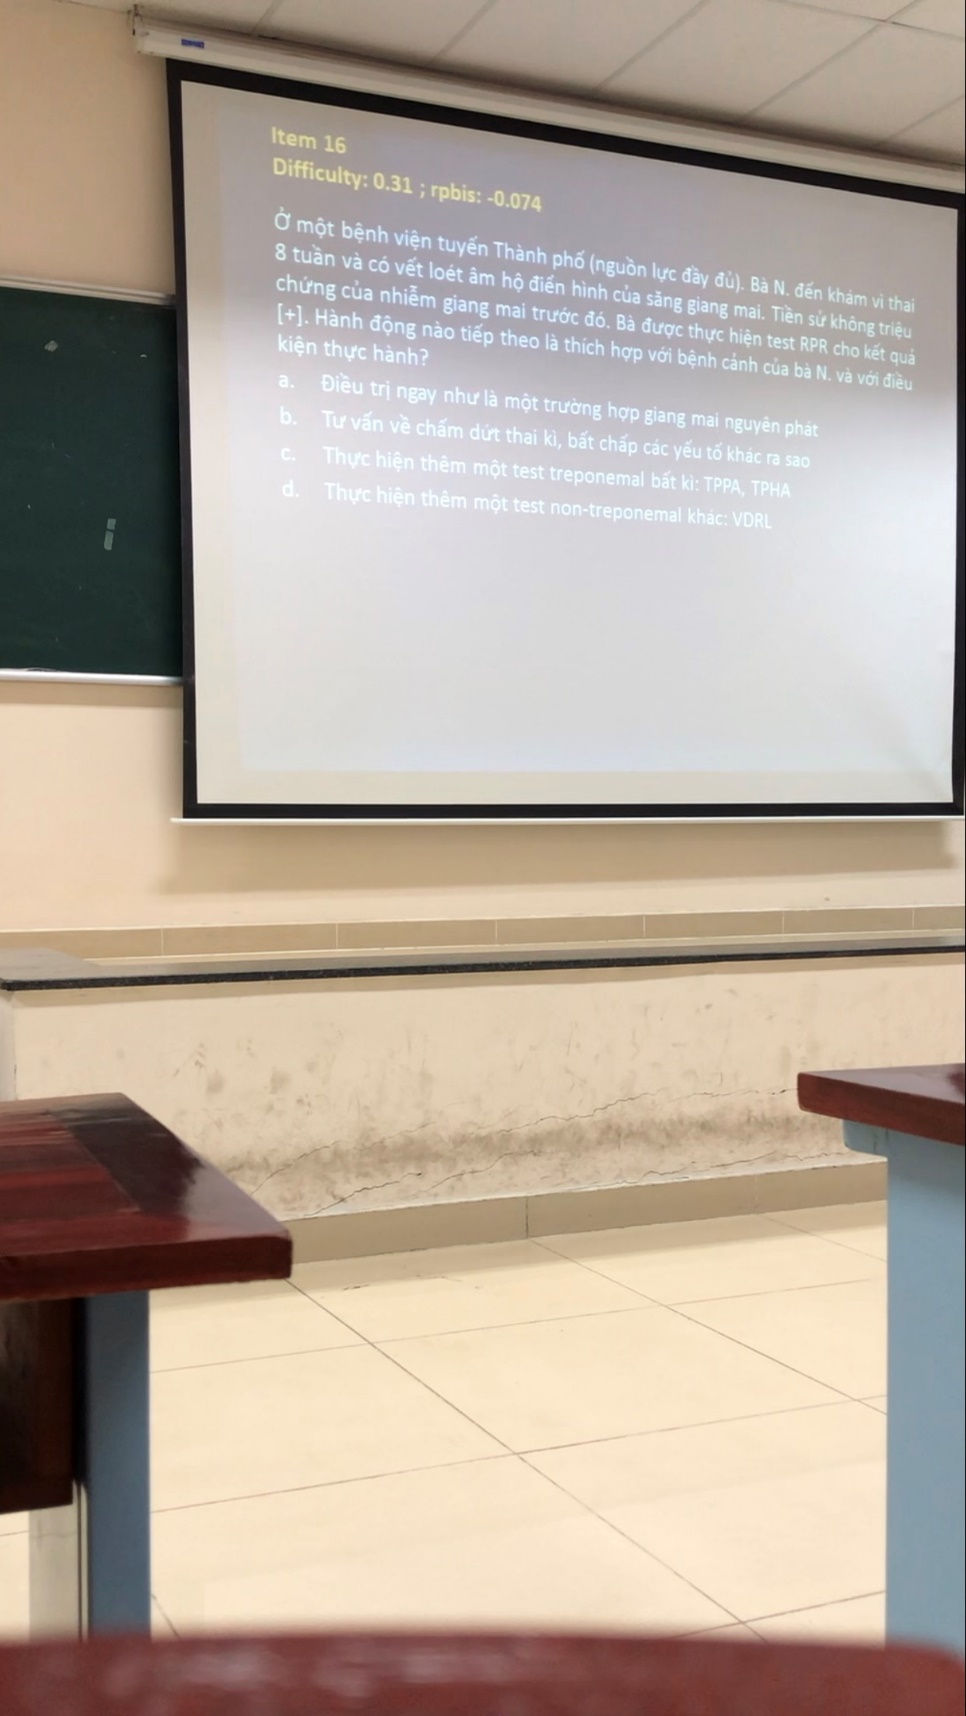 Item 16
Difficulty: 0.31 ; rpbis: -0.074
Ở một bệnh viện tuyến Thành phố (nguồn lực đầy đủ). Bà N. đến khám vì thai
8 tuần và có vết loét âm hộ điển hình của săng giang mai. Tiền sử không triệu
chứng của nhiễm giang mai trước đó. Bà được thực hiện test RPR cho kết quả
[+]. Hành động nào tiếp theo là thích hợp với bệnh cảnh của bà N. và với điều
kiện thực hành?
a. Điều trị ngay như là một trường hợp giang mai nguyên phát
b. Tư vấn về chấm dứt thai kì, bất chấp các yếu tố khác ra sao
c. Thực hiện thêm một test treponemal bất kì: TPPA, TPHA
d. Thực hiện thêm một test non-treponemal khác: VDRL